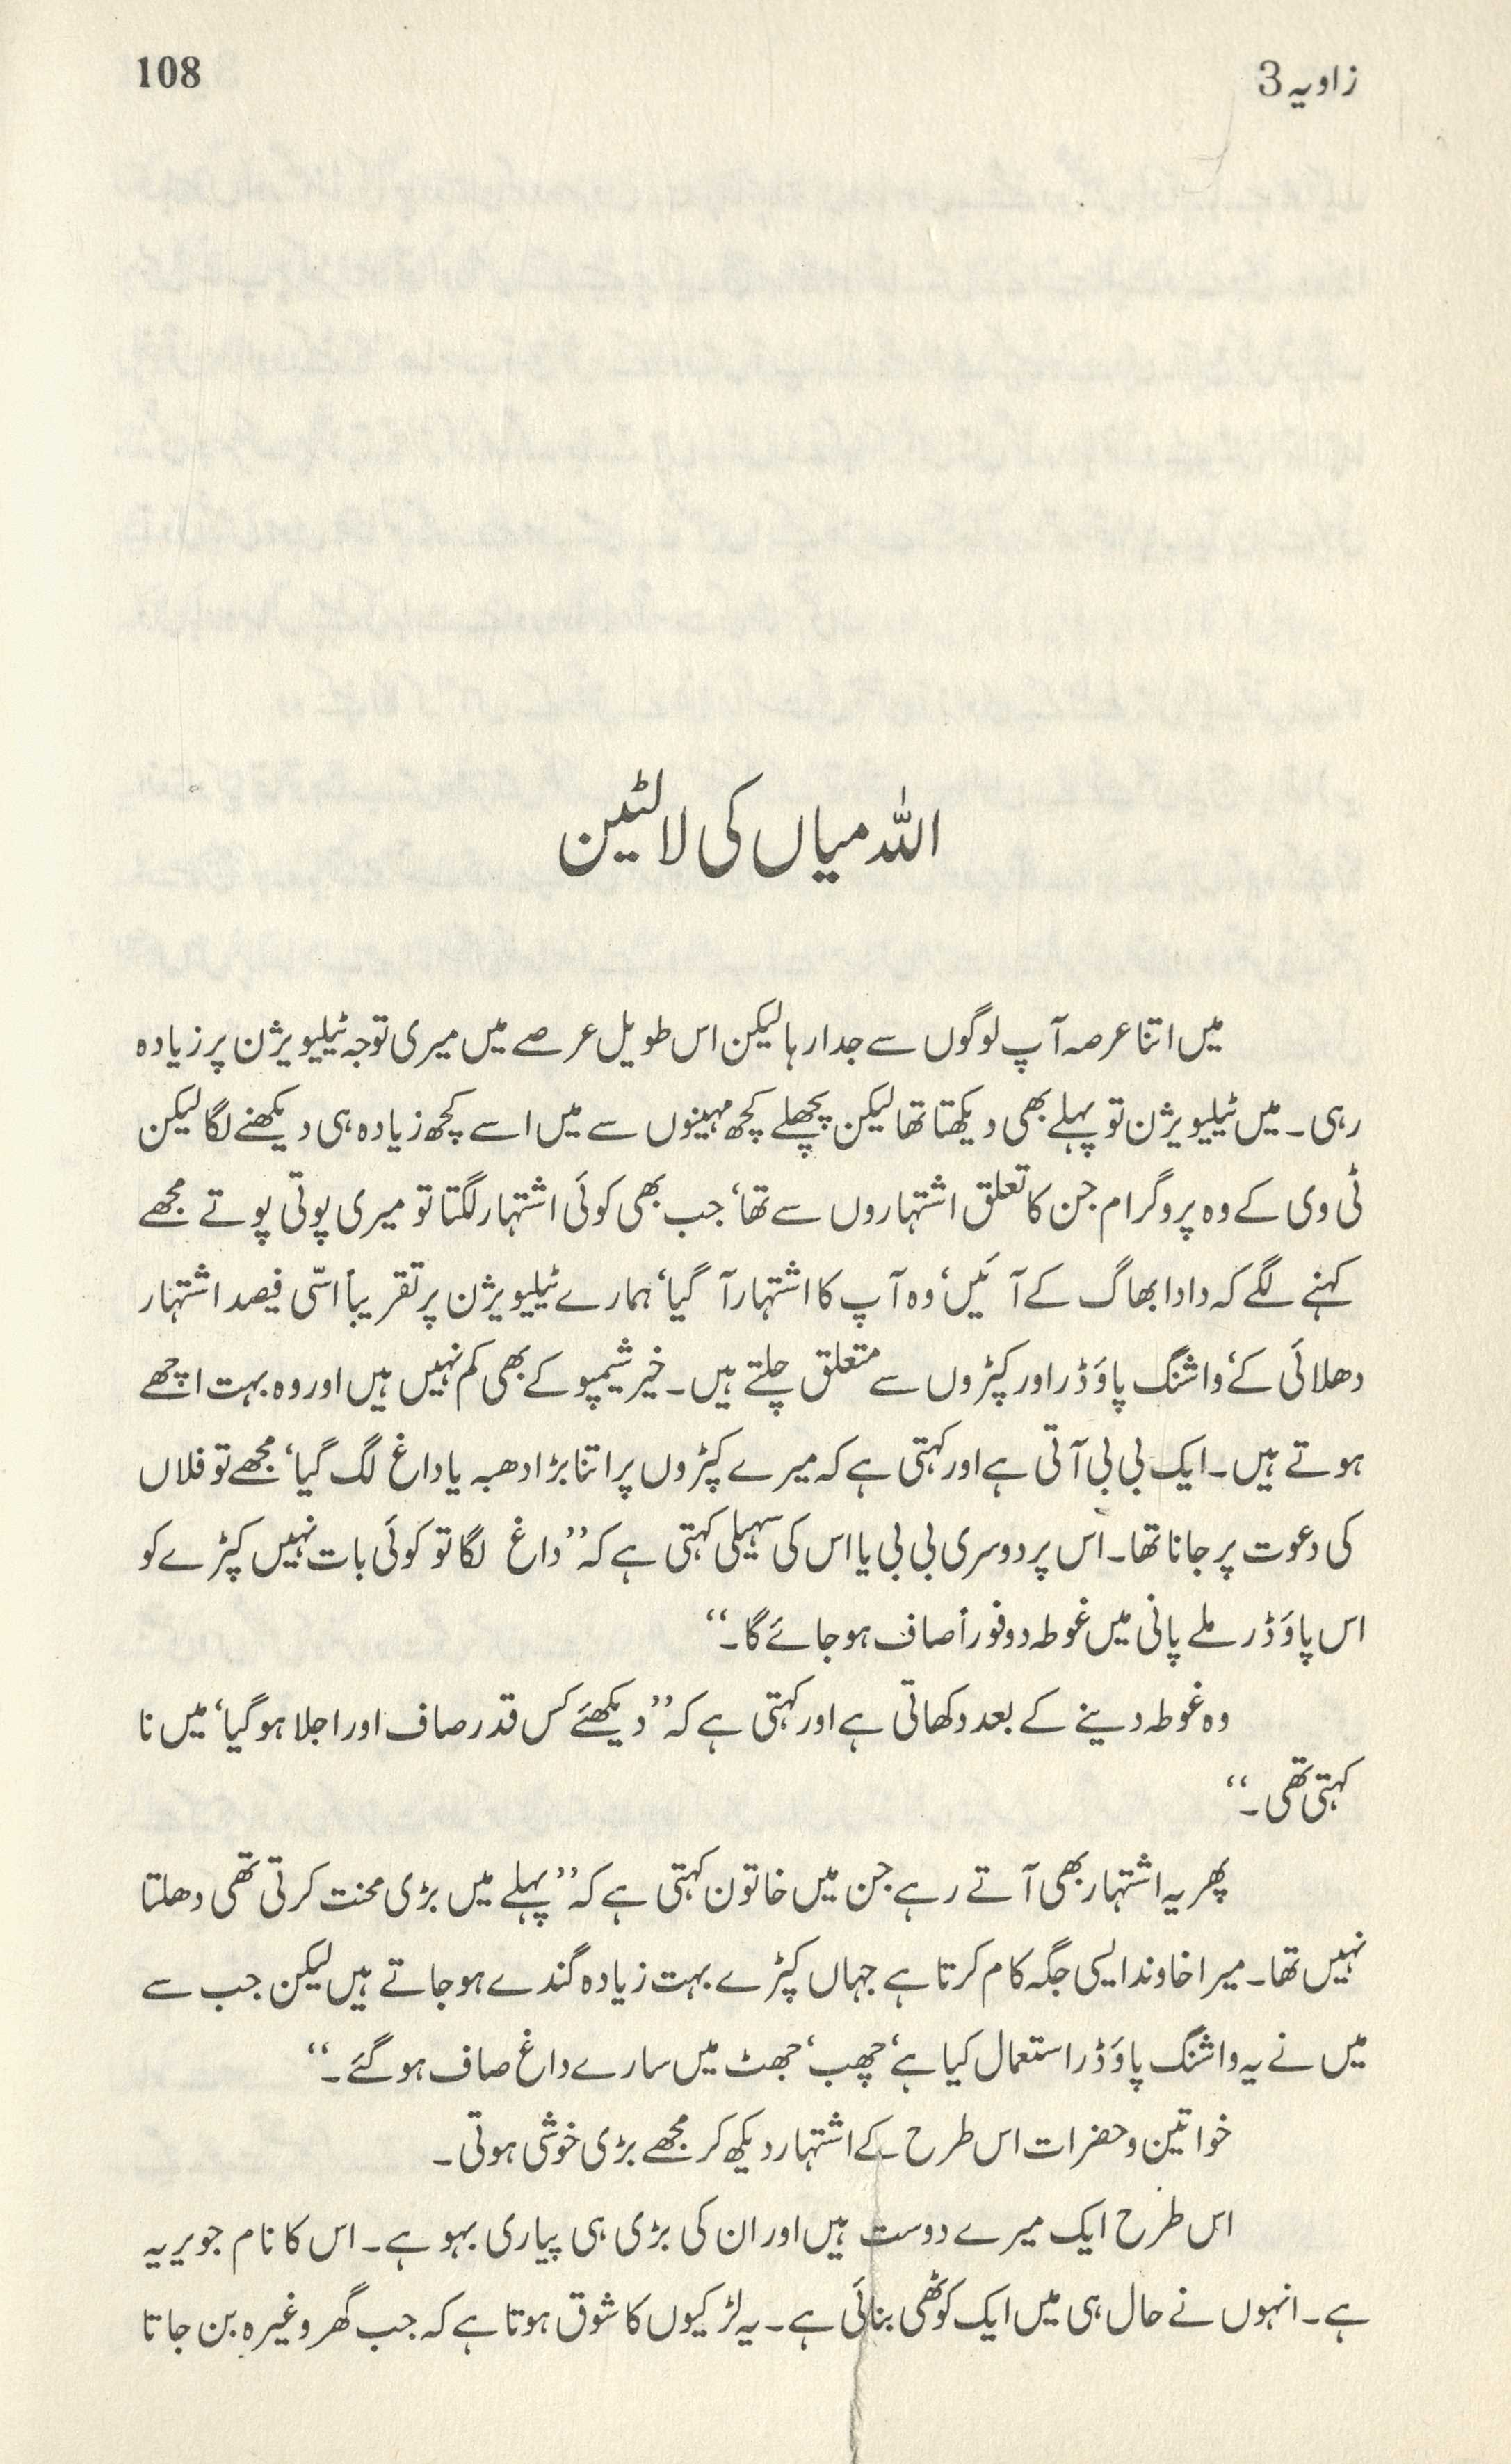 زاویہ 3
108
اللہ میاں کی لالٹین
میں اتنا عرصہ آپ لوگوں سے جدا رہا لیکن اس طویل عرصے میں میری توجہ ٹیلیویژن پر زیادہ
رہی۔ میں ٹیلیویژن تو پہلے بھی دیکھتا تھا لیکن پچھلے کچھ مہینوں سے میں اسے کچھ زیادہ ہی دیکھنے لگا لیکن
ٹی وی کے وہ پروگرام جن کا تعلق اشتہاروں سے تھا، جب بھی کوئی اشتہار لگتا تو میری پوتی پوتے مجھے
کہنے لگے کہ دادا بھاگ کے آئیں، وہ آپ کا اشتہار آ گیا، ہمارے ٹیلیویژن پر تقریباً اسّی فیصد اشتہار
دھلائی کے، واشنگ پاؤڈر اور کپڑوں سے متعلق چلتے ہیں۔ خیر شیمپو کے بھی کم نہیں ہیں اور وہ بہت اچھے
ہوتے ہیں۔ ایک بی بی آتی ہے اور کہتی ہے کہ میرے کپڑوں پر اتنا بڑا دھبہ یا داغ لگ گیا، مجھے تو فلاں
کی دعوت پر جانا تھا۔ اس پر دوسری بی بی یا اس کی سہیلی کہتی ہے کہ ’’داغ لگا تو کوئی بات نہیں کپڑے کو
اس پاؤڈر ملے پانی میں غوطہ دو فوراً صاف ہو جائے گا۔‘‘
وہ غوطہ دینے کے بعد دکھاتی ہے اور کہتی ہے کہ ’’دیکھئے کس قدر صاف اور اجلا ہو گیا، میں نا
کہتی تھی۔‘‘
پھر یہ اشتہار بھی آتے رہے جن میں خاتون کہتی ہے کہ ’’پہلے میں بڑی محنت کرتی تھی دھلتا
نہیں تھا۔ میرا خاوند ایسی جگہ کام کرتا ہے جہاں کپڑے بہت زیادہ گندے ہو جاتے ہیں لیکن جب سے
میں نے یہ واشنگ پاؤڈر استعمال کیا ہے، چھب، جھٹ میں سارے داغ صاف ہو گئے۔‘‘
خواتین و حضرات اس طرح کے اشتہار دیکھ کر مجھے بڑی خوشی ہوتی۔
اس طرح ایک میرے دوست ہیں اور ان کی بڑی ہی پیاری بہو ہے۔ اس کا نام جویریہ
ہے۔ انہوں نے حال ہی میں ایک کوٹھی بنائی ہے۔ یہ لڑکیوں کا شوق ہوتا ہے کہ جب گھر وغیرہ بن جاتا